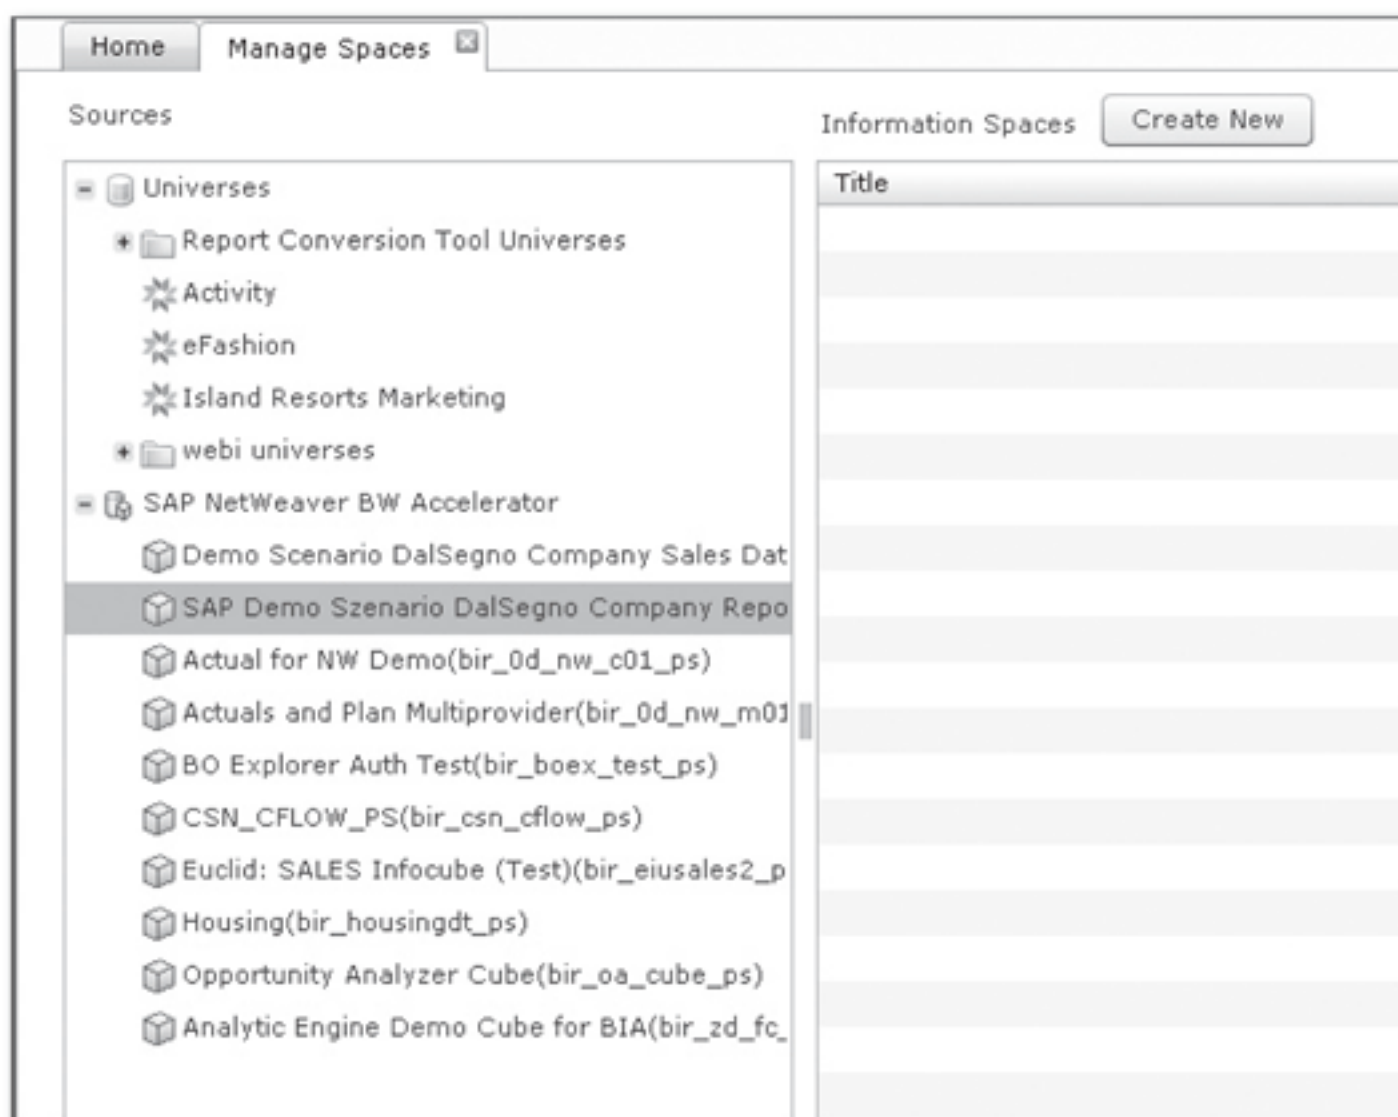 Home
Manage Spaces
Sources
Information Spaces
Create New
Universes
Report Conversion Tool Universes
Activity
eFashion
Island Resorts Marketing
webi universes
SAP NetWeaver BW Accelerator
Demo Scenario DalSegno Company Sales Dat
SAP Demo Szenario DalSegno Company Repo
Actual for NW Demo(bir_0d_nw_c01_ps)
Actuals and Plan Multiprovider(bir_0d_nw_m01
BO Explorer Auth Test(bir_boex_test_ps)
CSN_CFLOW_PS(bir_csn_cflow_ps)
Euclid: SALES Infocube (Test)(bir_eiusales2_p
Housing(bir_housingdt_ps)
Opportunity Analyzer Cube(bir_oa_cube_ps)
Analytic Engine Demo Cube for BIA(bir_zd_fc_
Title